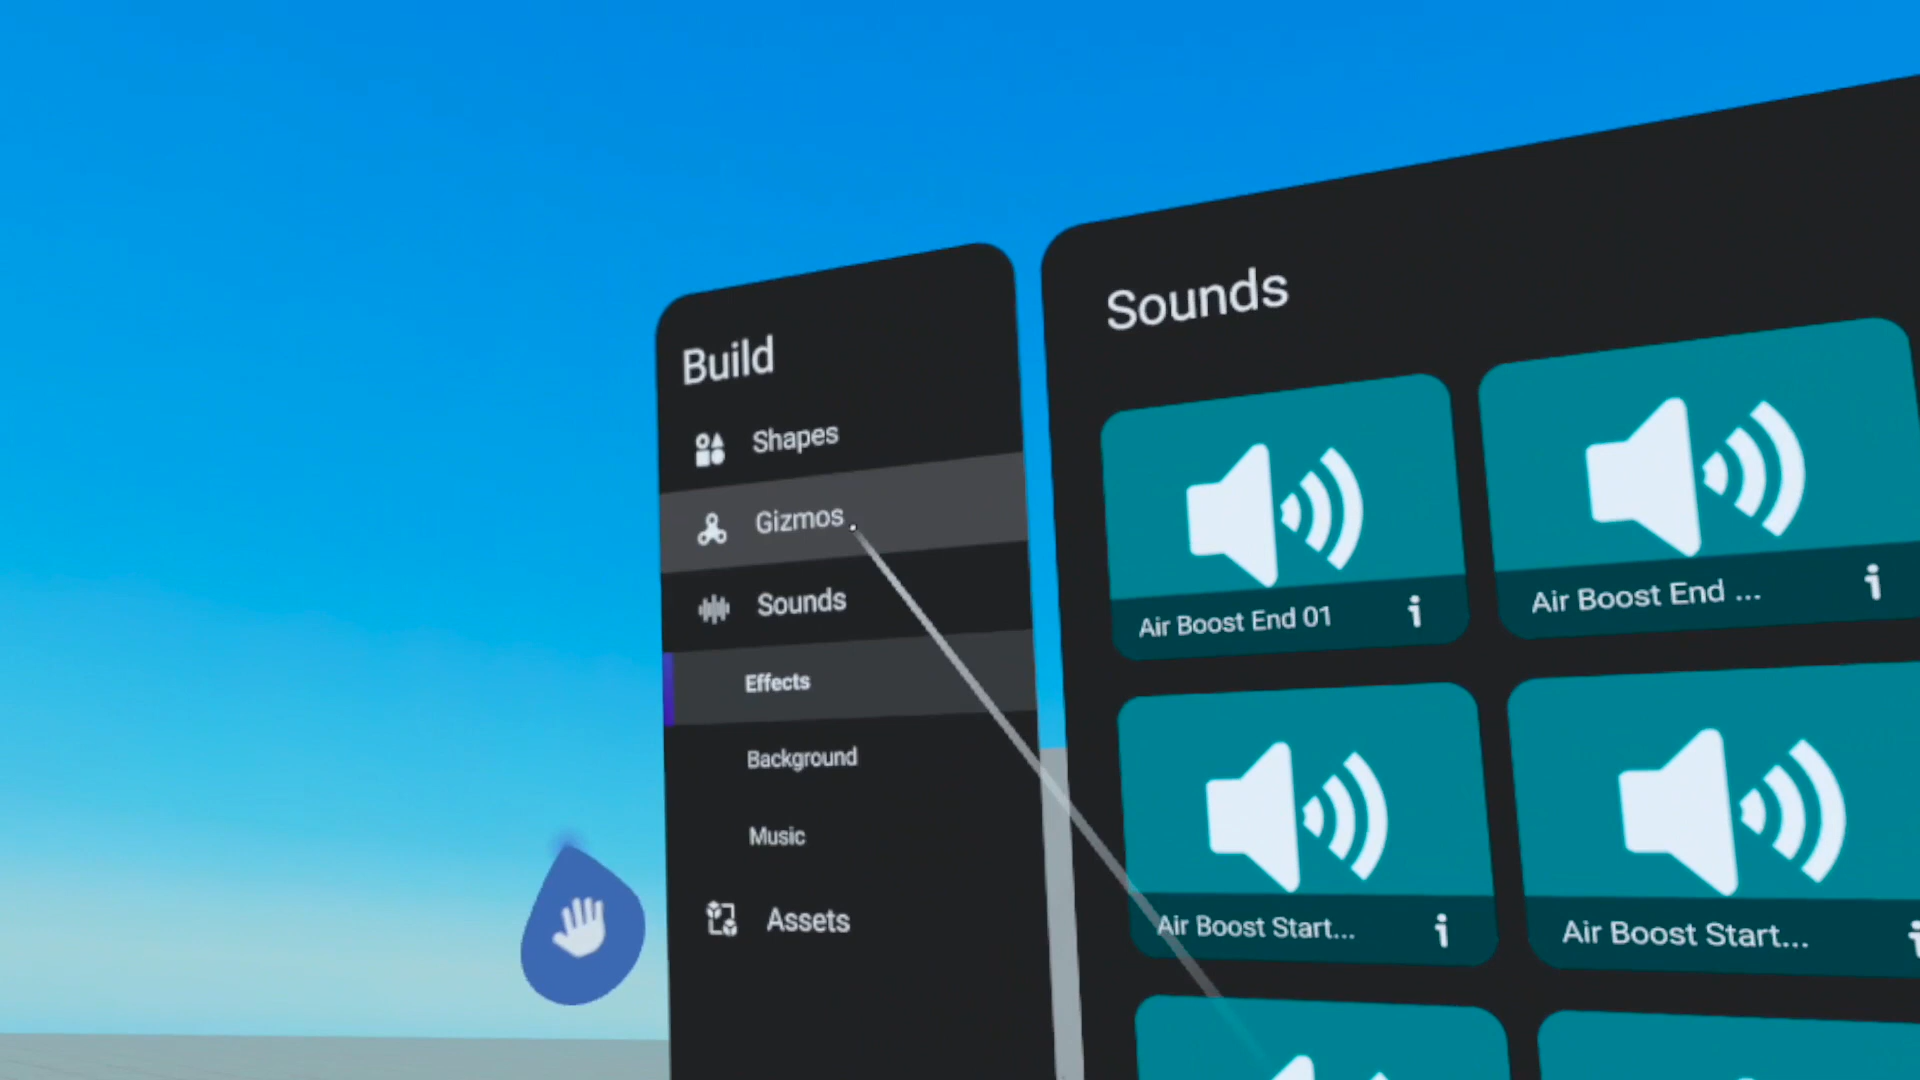 Build
Shapes
Gizmos
Sounds
Effects
Background
Music
Assets
Sounds
Air Boost End 01
Air Boost End ...
Air Boost Start...
Air Boost Start...